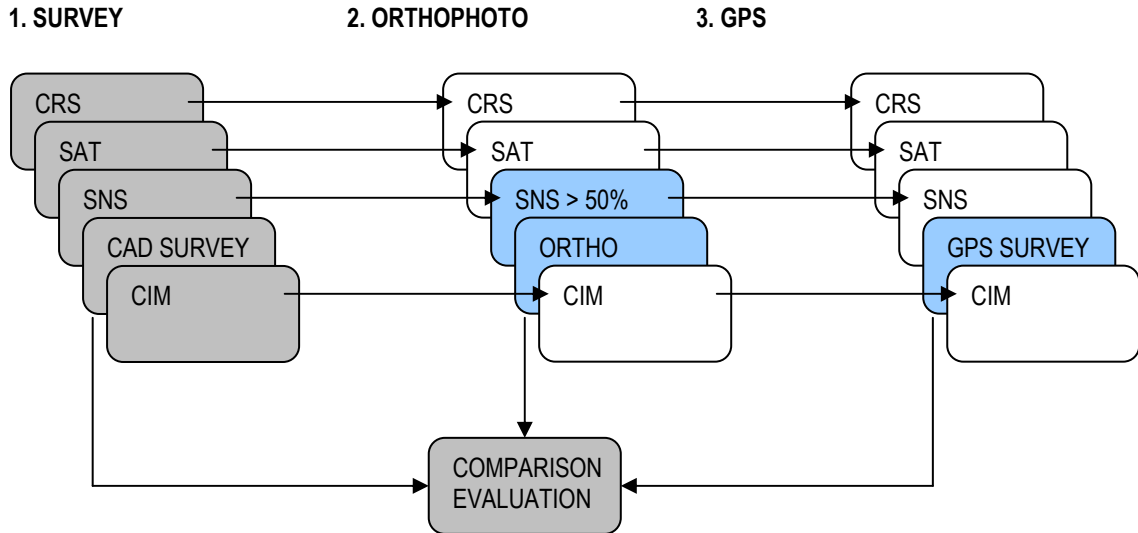 1. SURVEY
2. ORTHOPHOTO
3. GPS
CRS
SAT
SNS
CAD SURVEY
CIM
CRS
SAT
SNS > 50%
ORTHO
CIM
CRS
SAT
SNS
GPS SURVEY
CIM
COMPARISON
EVALUATION